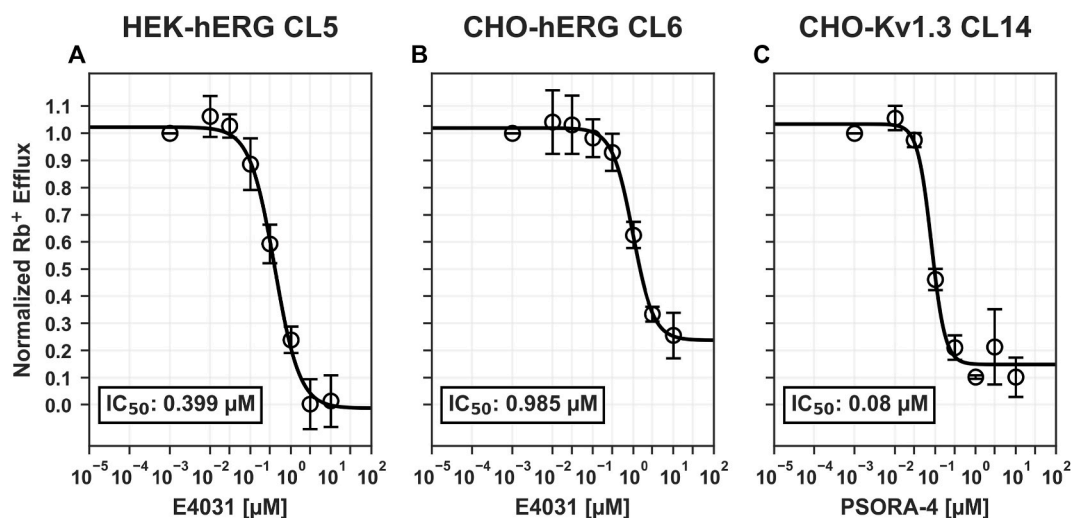 HEK-hERG CL5 CHO-hERG CL6 CHO-Kv1.3 CL14
A B C
Normalized Rb⁺ Efflux
1.1
1.0
0.9
0.8
0.7
0.6
0.5
0.4
0.3
0.2
0.1
0.0
IC₅₀: 0.399 µM IC₅₀: 0.985 µM IC₅₀: 0.08 µM
10⁻⁵ 10⁻⁴ 10⁻³ 10⁻² 10⁻¹ 10⁰ 10¹ 10² 10⁻⁵ 10⁻⁴ 10⁻³ 10⁻² 10⁻¹ 10⁰ 10¹ 10² 10⁻⁵ 10⁻⁴ 10⁻³ 10⁻² 10⁻¹ 10⁰ 10¹ 10²
E4031 [µM] E4031 [µM] PSORA-4 [µM]